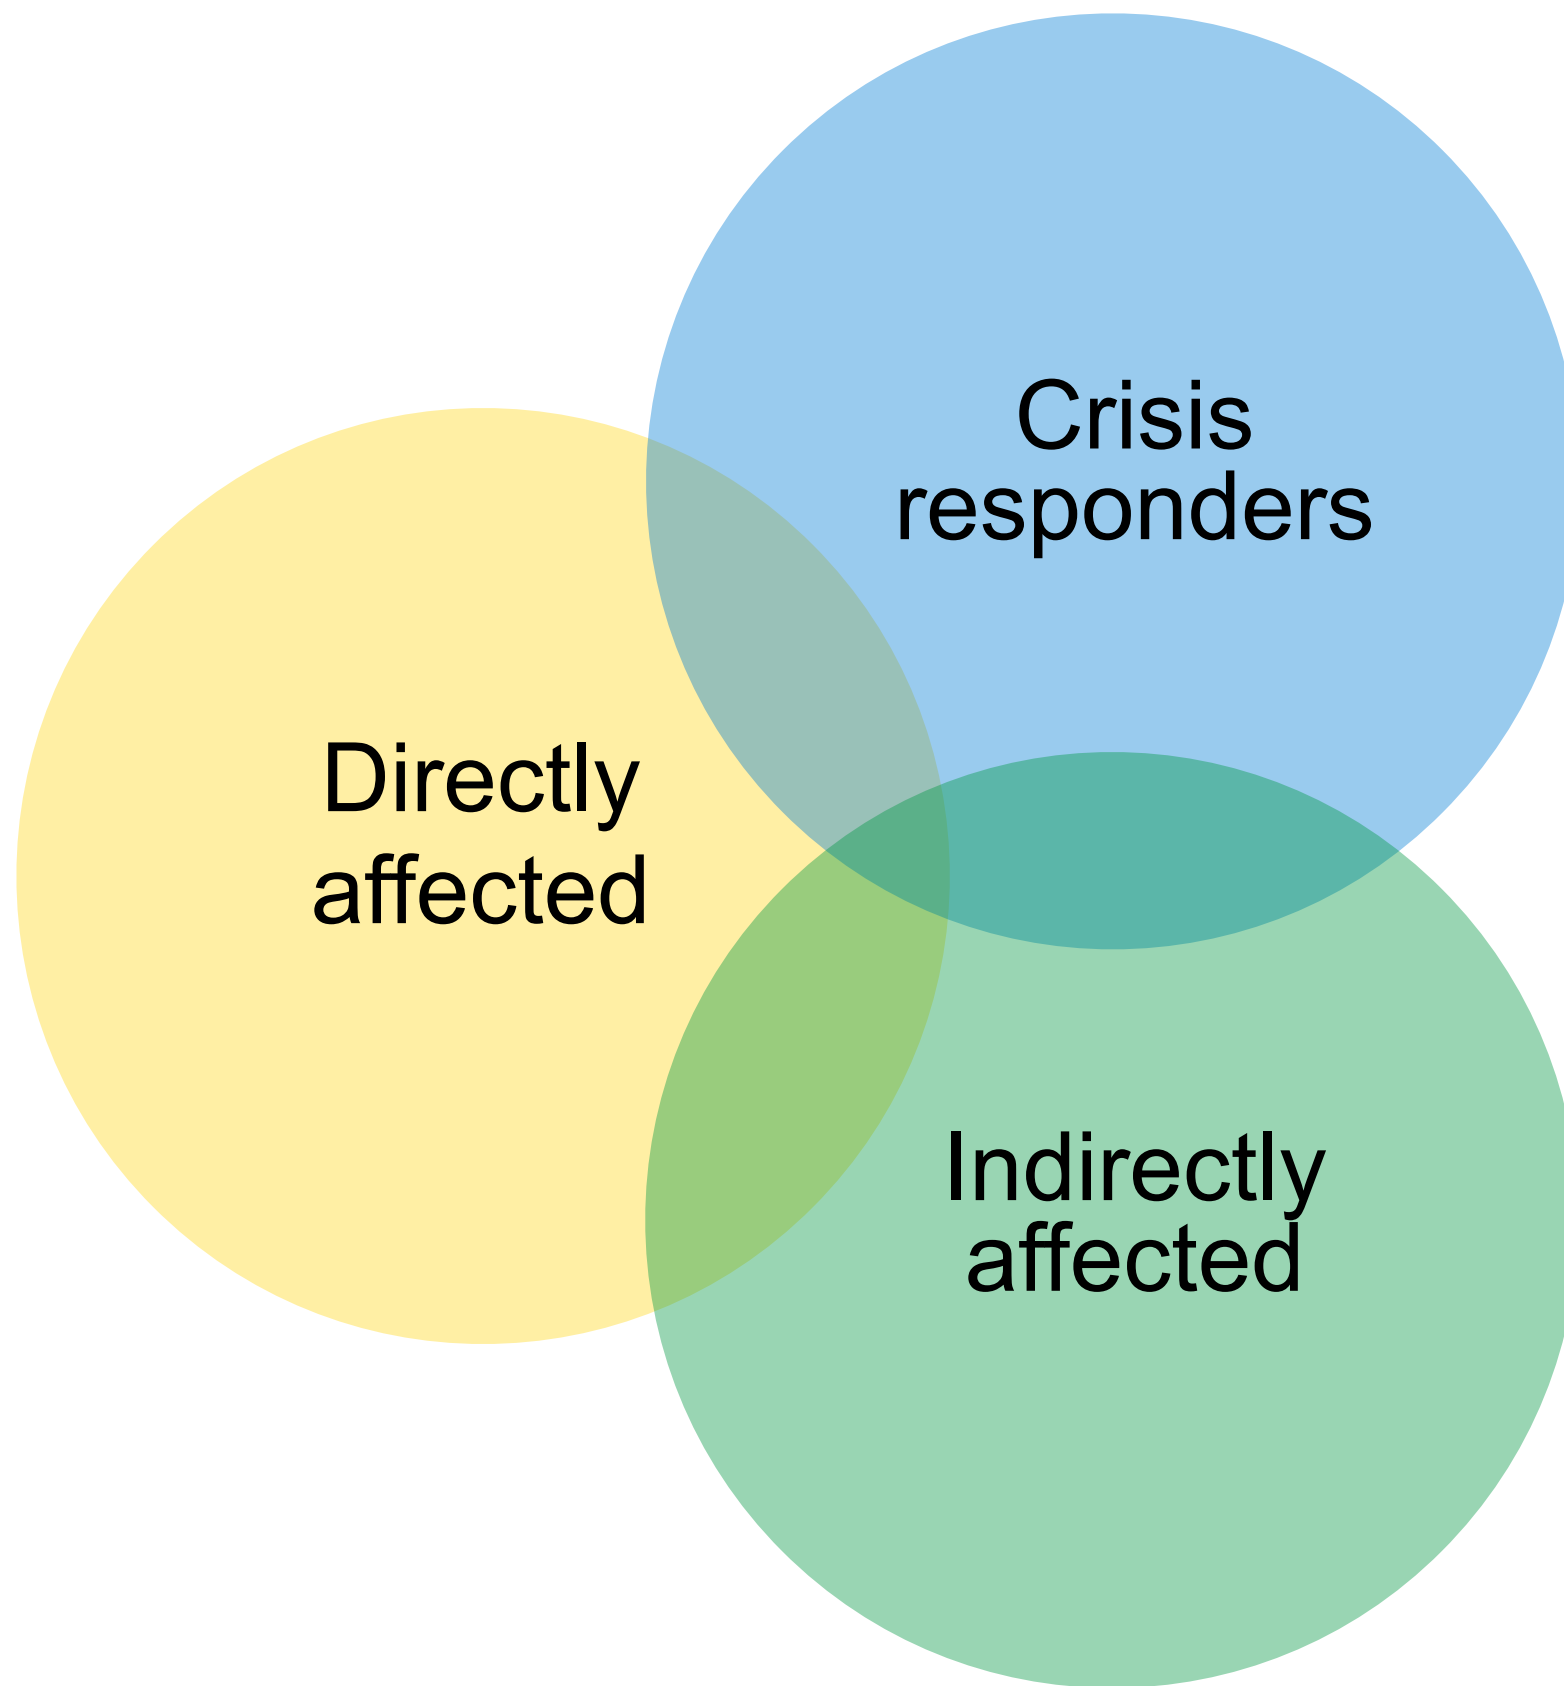 Crisis
responders
Directly
affected
Indirectly
affected